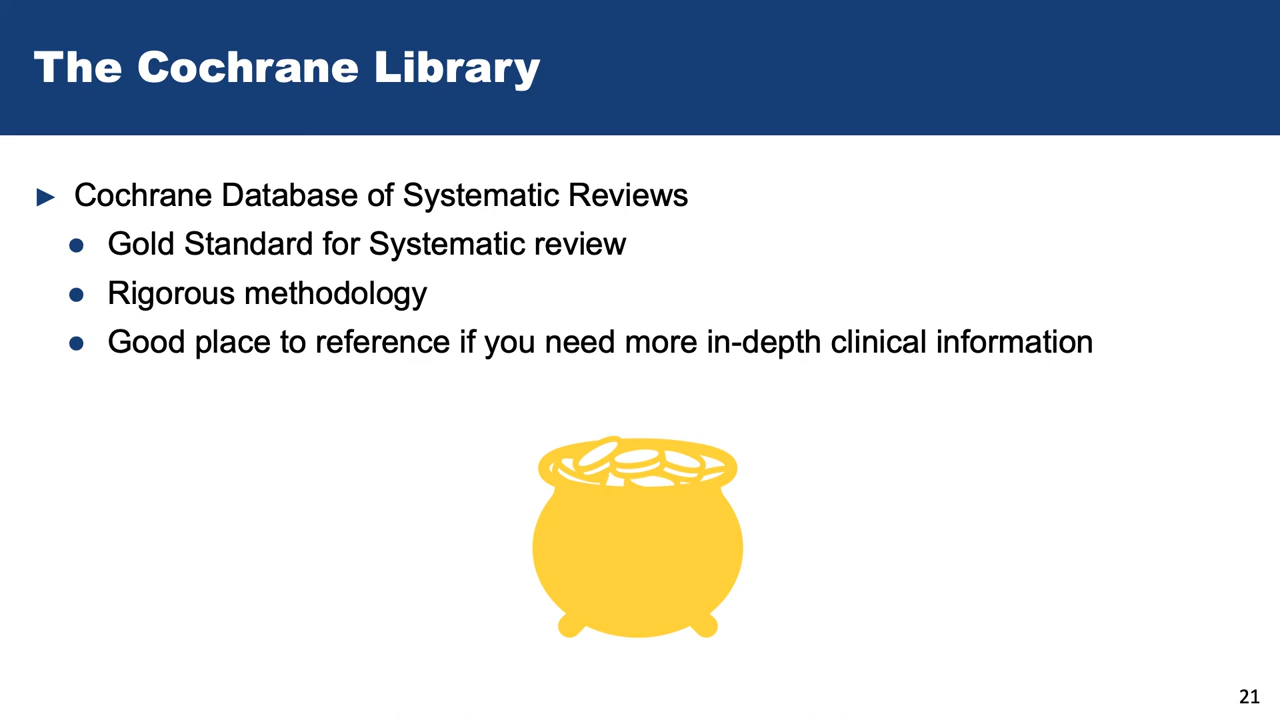 The Cochrane Library
► Cochrane Database of Systematic Reviews
● Gold Standard for Systematic review
● Rigorous methodology
● Good place to reference if you need more in-depth clinical information
21